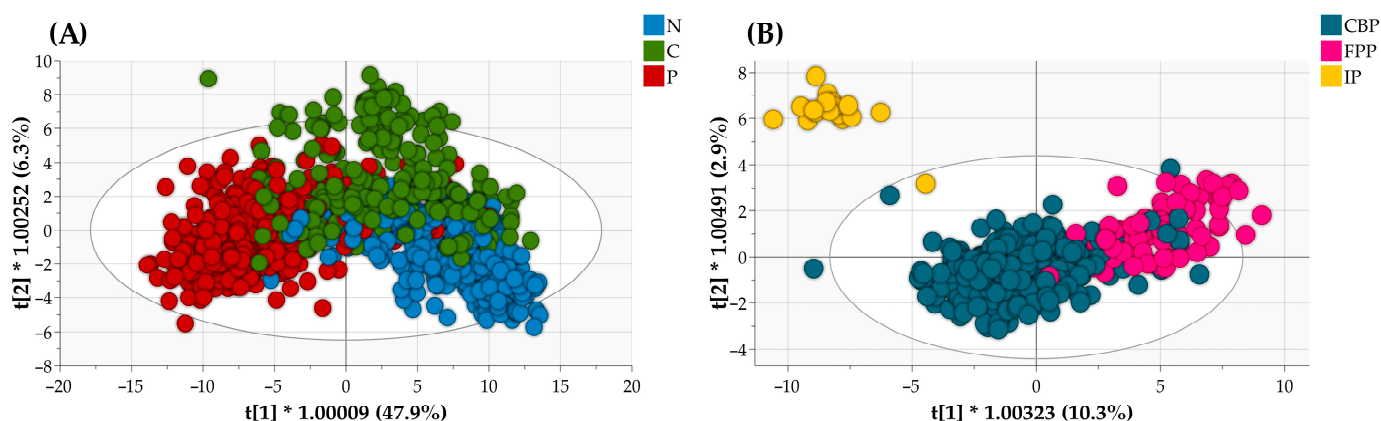 (A)
N
C
P
10
8
6
4
2
0
−2
−4
−6
−8
−20
−15
−10
−5
0
5
10
15
20
t[2] * 1.00252 (6.3%)
t[1] * 1.00009 (47.9%)
(B)
CBP
FPP
IP
8
6
4
2
0
−2
−4
−10
−5
0
5
10
t[2] * 1.00491 (2.9%)
t[1] * 1.00323 (10.3%)